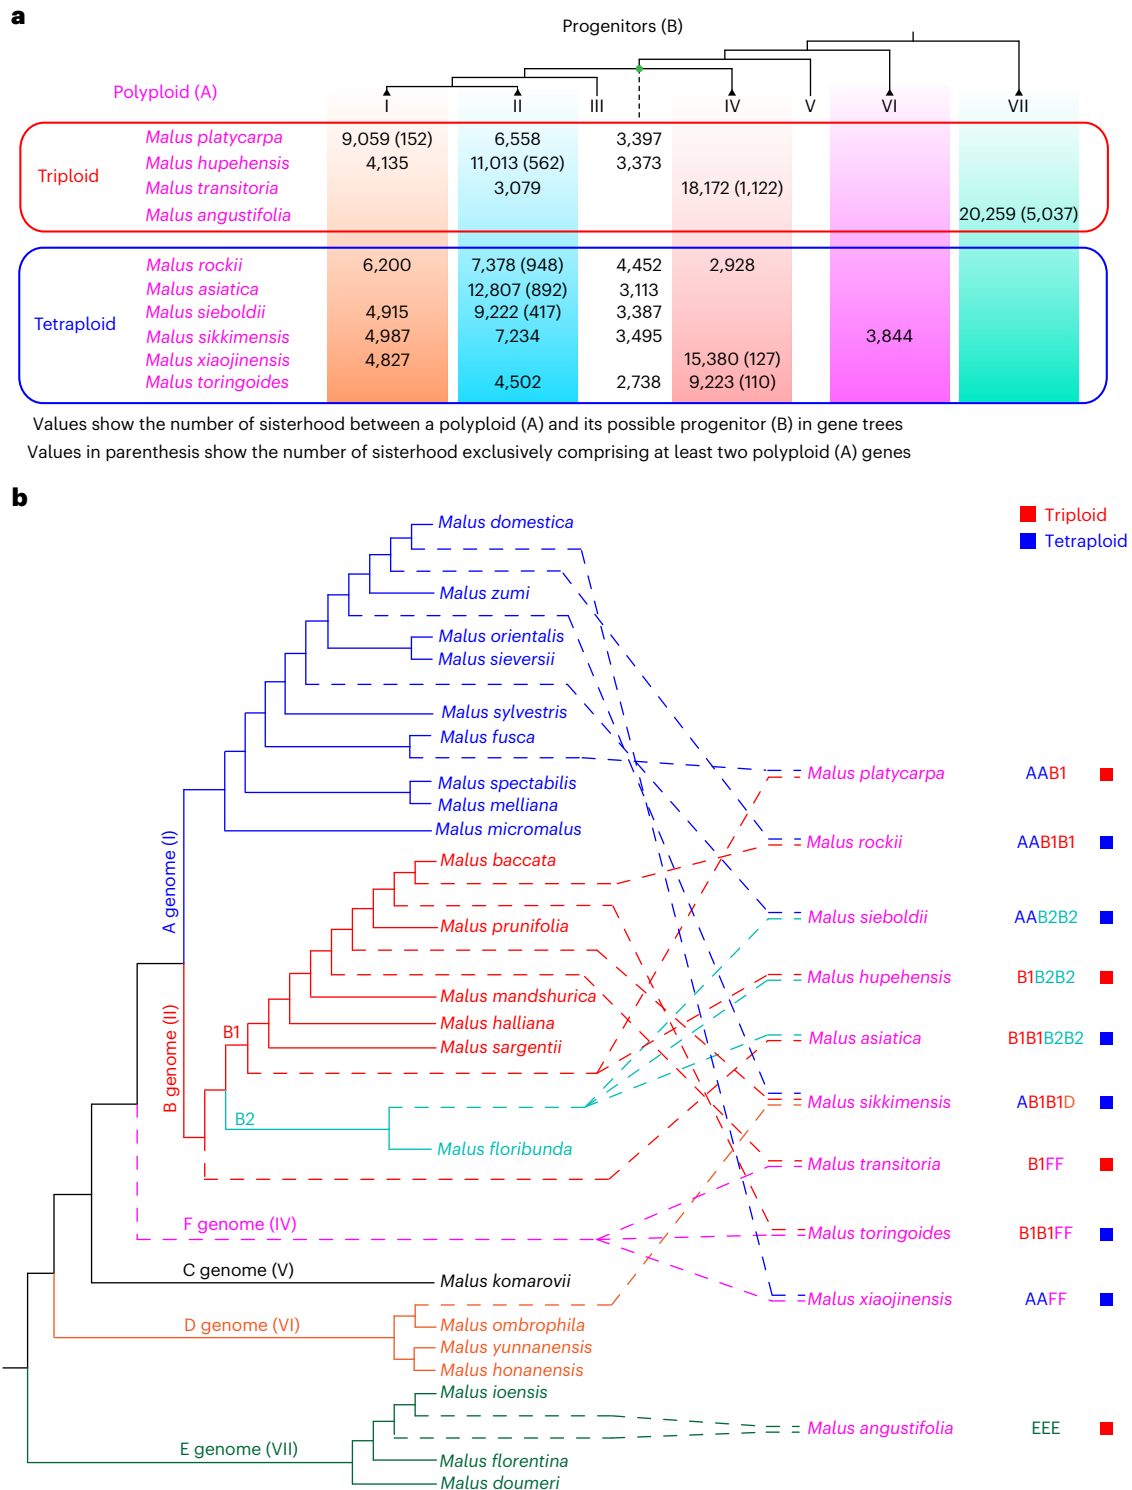 a
Progenitors (B)
Polyploid (A)
I II III IV V VI VII
Triploid
Malus platycarpa 9,059 (152) 6,558 3,397
Malus hupehensis 4,135 11,013 (562) 3,373
Malus transitoria 3,079 18,172 (1,122)
Malus angustifolia 20,259 (5,037)
Tetraploid
Malus rockii 6,200 7,378 (948) 4,452 2,928
Malus asiatica 12,807 (892) 3,113
Malus sieboldii 4,915 9,222 (417) 3,387
Malus sikkimensis 4,987 7,234 3,495 3,844
Malus xiaojinensis 4,827 15,380 (127)
Malus toringoides 4,502 2,738 9,223 (110)
Values show the number of sisterhood between a polyploid (A) and its possible progenitor (B) in gene trees
Values in parenthesis show the number of sisterhood exclusively comprising at least two polyploid (A) genes
b
Triploid
Tetraploid
Malus domestica
Malus zumi
Malus orientalis
Malus sieversii
Malus sylvestris
Malus fusca
Malus spectabilis
Malus melliana
Malus micromalus
A genome (I)
Malus baccata
Malus prunifolia
Malus mandshurica
Malus halliana
Malus sargentii
B genome (II)
B1
B2
Malus floribunda
F genome (IV)
C genome (V)
Malus komarovii
D genome (VI)
Malus ombrophila
Malus yunnanensis
Malus honanensis
Malus ioensis
E genome (VII)
Malus florentina
Malus doumeri
Malus platycarpa AAB1
Malus rockii AAB1B1
Malus sieboldii AAB2B2
Malus hupehensis B1B2B2
Malus asiatica B1B1B2B2
Malus sikkimensis AB1B1D
Malus transitoria B1FF
Malus toringoides B1B1FF
Malus xiaojinensis AAFF
Malus angustifolia EEE